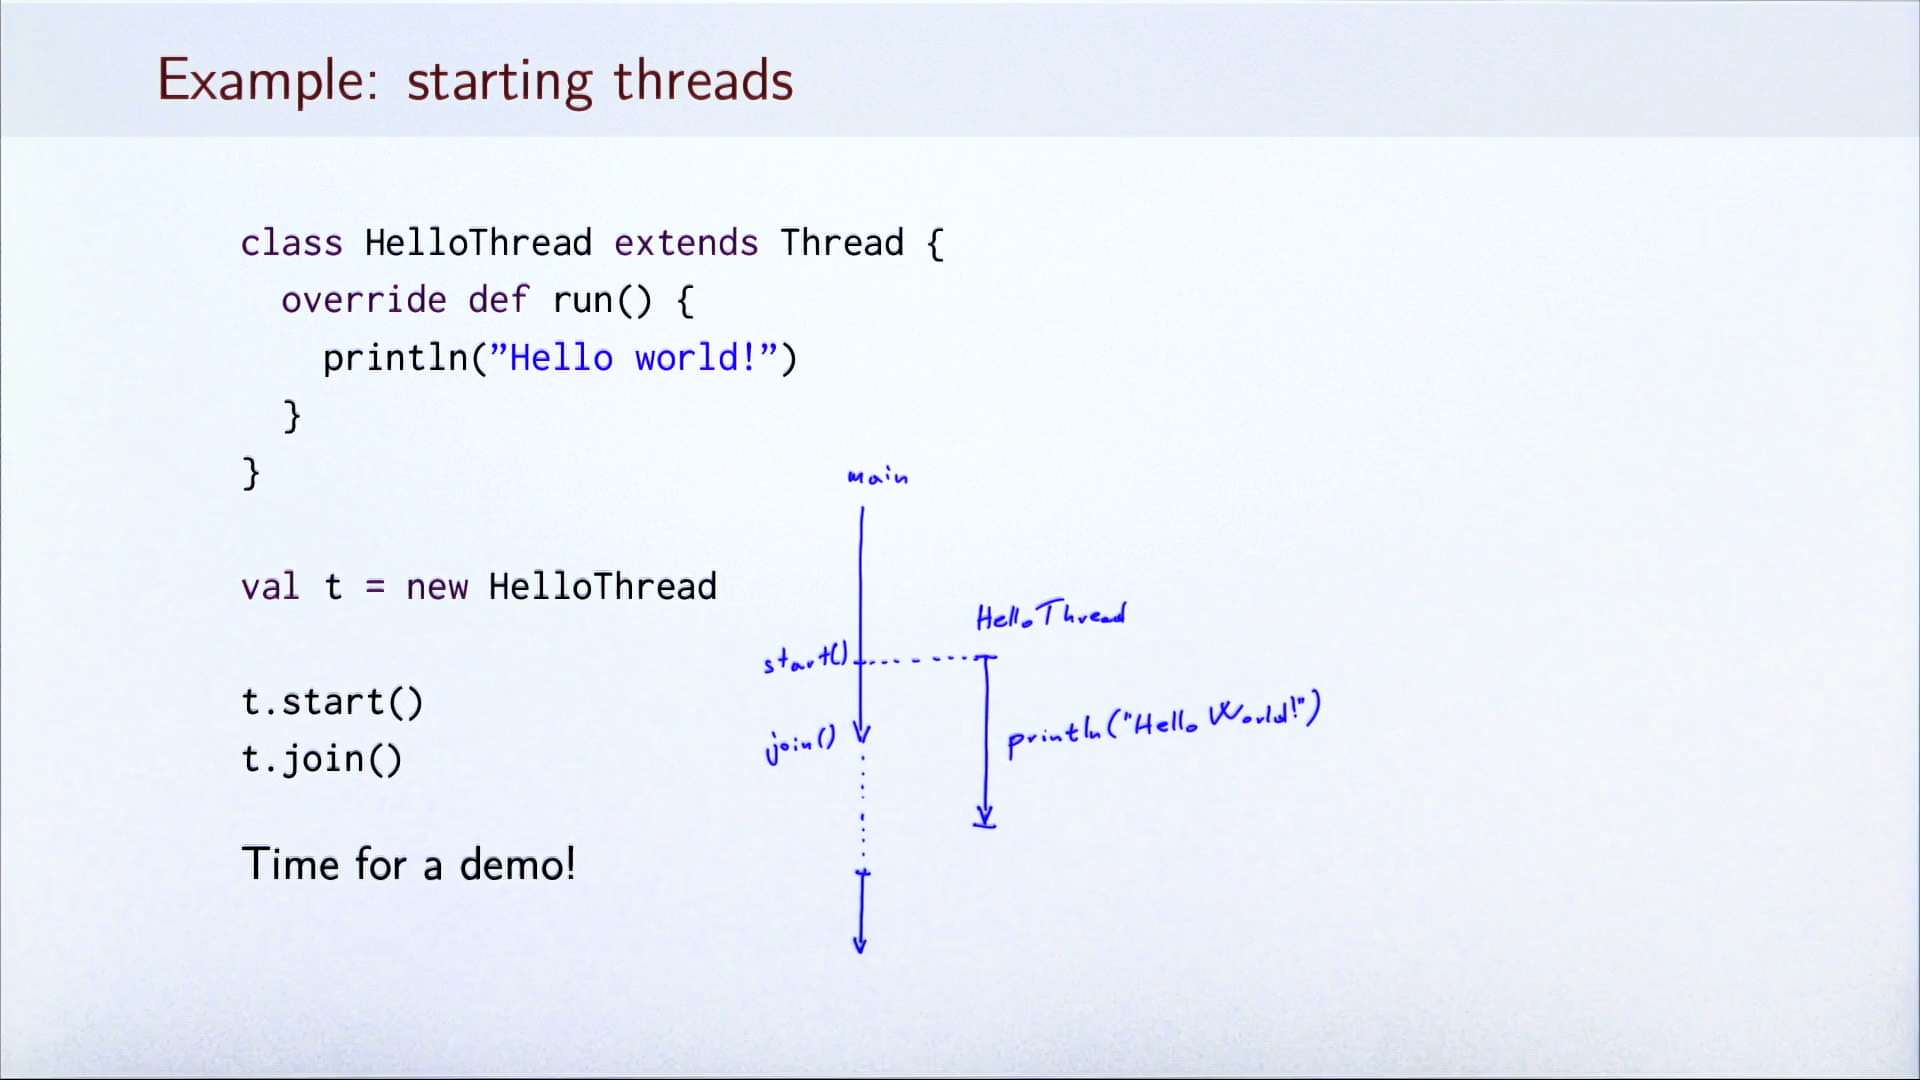 Example: starting threads
class HelloThread extends Thread {
override def run() {
println(”Hello world!”)
}
}
val t = new HelloThread
t.start()
t.join()
Time for a demo!
main
HelloThread
start()
println("Hello World!")
join()